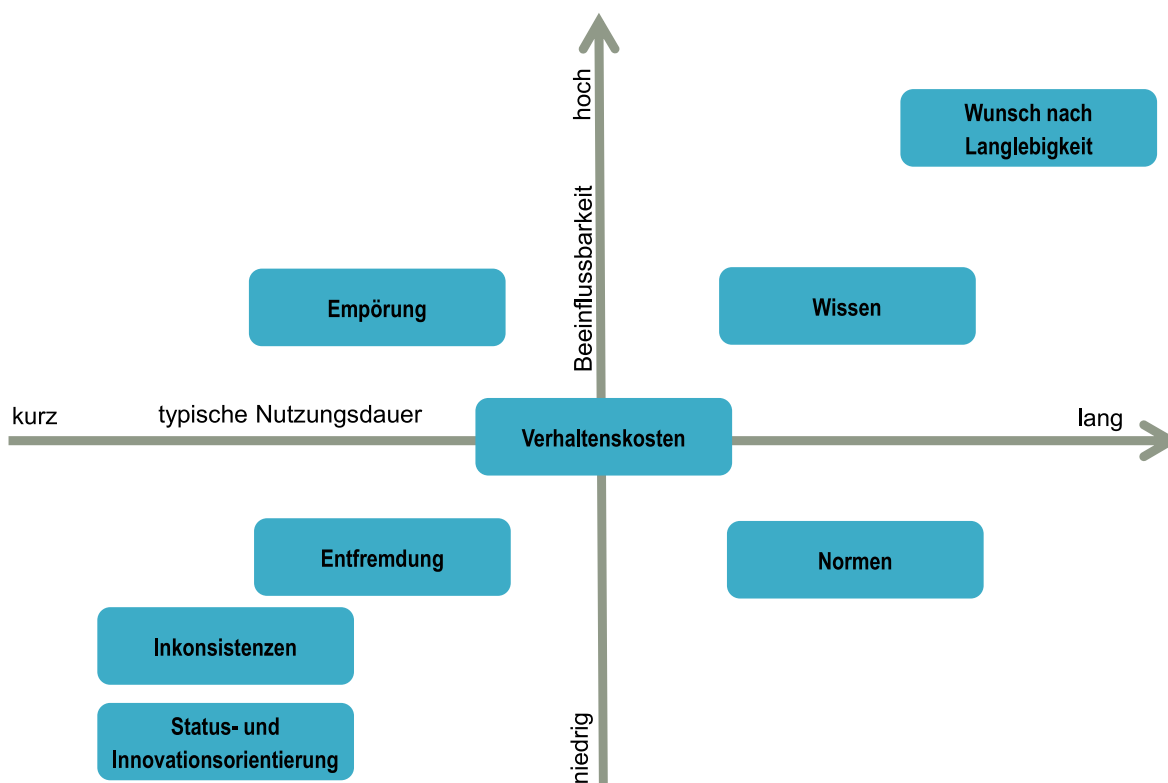 hoch
Wunsch nach
Langlebigkeit
Beeinflussbarkeit
Empörung
Wissen
kurz
typische Nutzungsdauer
lang
Verhaltenskosten
Entfremdung
Normen
Inkonsistenzen
Status- und
Innovationsorientierung
niedrig